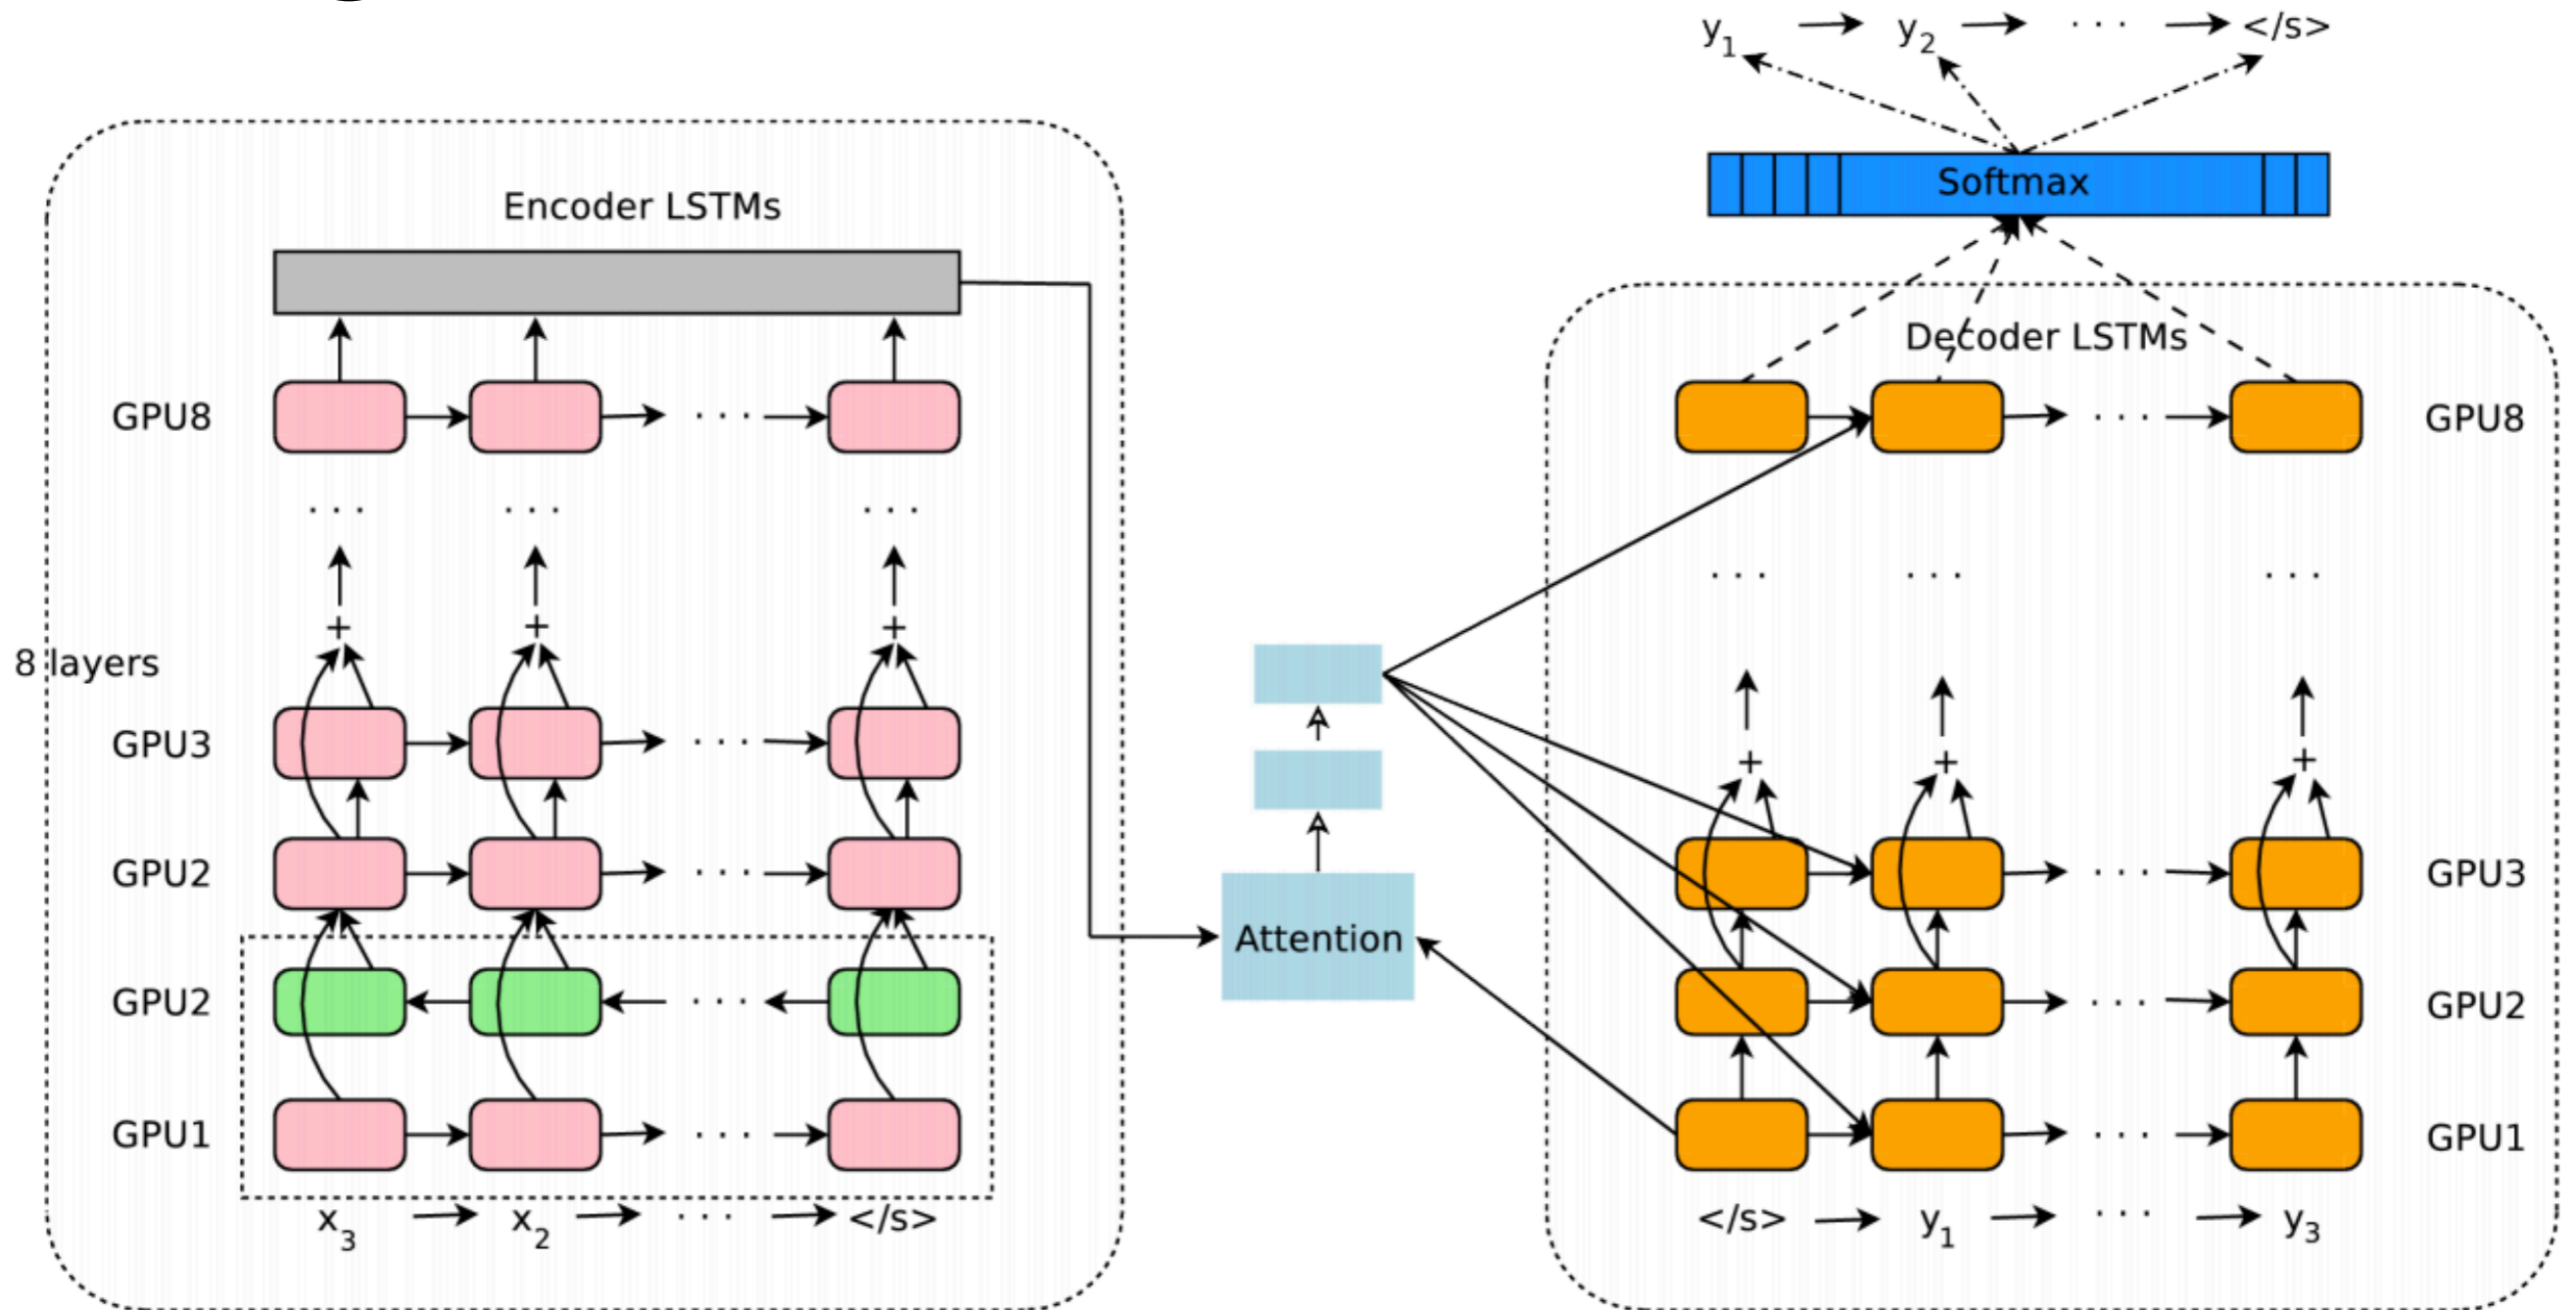 y1 y2 ... </s>
Softmax
Encoder LSTMs
Decoder LSTMs
GPU8 ... ... GPU8
... ... ...
... ... ...
+ + +
8 layers
GPU3 ...
+ + +
GPU2 ... ... GPU3
Attention
GPU2 ... ... GPU2
GPU1 ... ... GPU1
x3 x2 ... </s>
</s> y1 ... y3